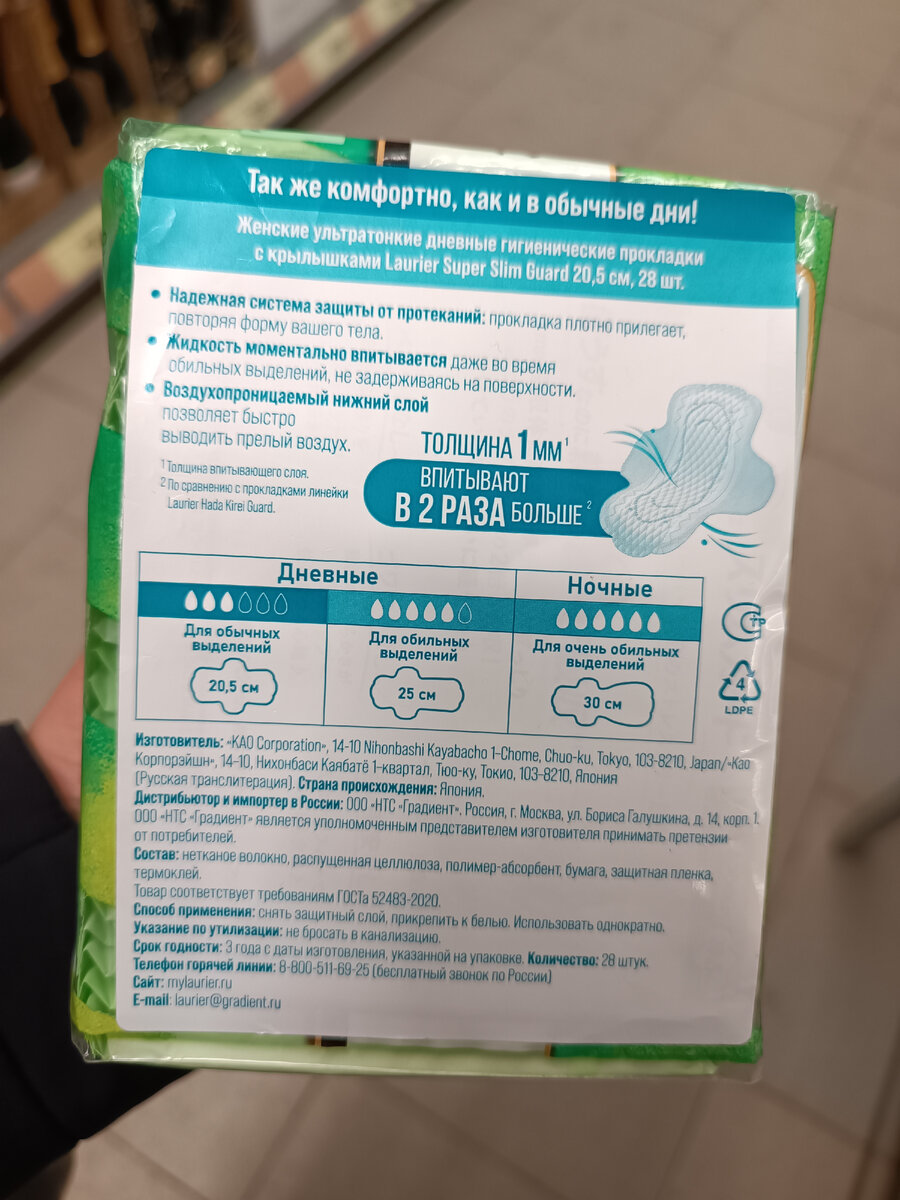 Так же комфортно, как и в обычные дни!
Женские ультратонкие дневные гигиенические прокладки
с крылышками Laurier Super Slim Guard 20,5 см, 28 шт.
• Надежная система защиты от протеканий: прокладка плотно прилегает,
повторяя форму вашего тела.
• Жидкость моментально впитывается даже во время
обильных выделений, не задерживаясь на поверхности.
• Воздухопроницаемый нижний слой
позволяет быстро
выводить прелый воздух.
ТОЛЩИНА 1 ММ¹
ВПИТЫВАЮТ
В 2 РАЗА БОЛЬШЕ²
¹ Толщина впитывающего слоя.
² По сравнению с прокладками линейки
Laurier Hada Kirei Guard.
Дневные
Ночные
Для обычных
выделений
Для обильных
выделений
Для очень обильных
выделений
20,5 см
25 см
30 см
ТР
4
LDPE
Изготовитель: «KAO Corporation», 14-10 Nihonbashi Kayabacho 1-Chome, Chuo-ku, Tokyo, 103-8210, Japan/«Као
Корпорэйшн», 14-10, Нихонбаси Каябатё 1-квартал, Тюо-ку, Токио, 103-8210, Япония
(Русская транслитерация). Страна происхождения: Япония.
Дистрибьютор и импортер в России: ООО «НТС «Градиент», Россия, г. Москва, ул. Бориса Галушкина, д. 14, корп. 1.
ООО «НТС «Градиент» является уполномоченным представителем изготовителя принимать претензии
от потребителей.
Состав: нетканое волокно, распущенная целлюлоза, полимер-абсорбент, бумага, защитная пленка,
термоклей.
Товар соответствует требованиям ГОСТа 52483-2020.
Способ применения: снять защитный слой, прикрепить к белью. Использовать однократно.
Указание по утилизации: не бросать в канализацию.
Срок годности: 3 года с даты изготовления, указанной на упаковке. Количество: 28 штук.
Телефон горячей линии: 8-800-511-69-25 (бесплатный звонок по России)
Сайт: mylaurier.ru
E-mail: laurier@gradient.ru